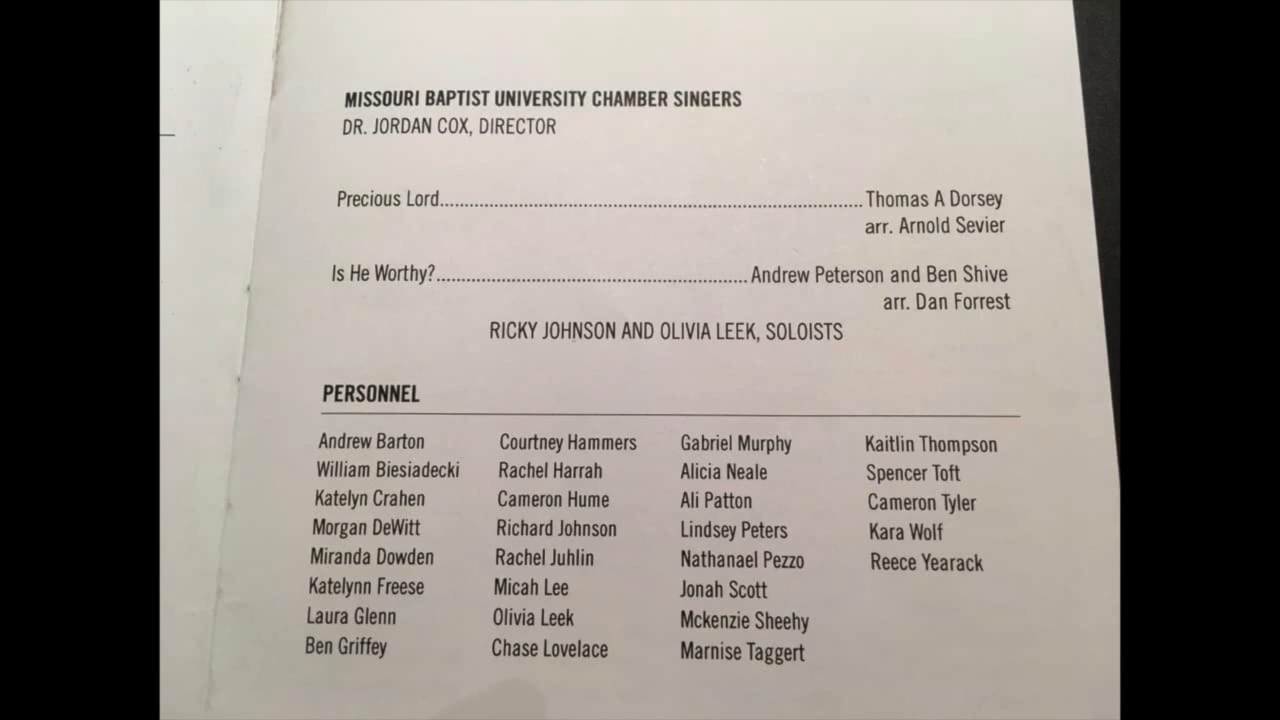 MISSOURI BAPTIST UNIVERSITY CHAMBER SINGERS
DR. JORDAN COX, DIRECTOR
Precious Lord........................................................................................Thomas A Dorsey
arr. Arnold Sevier
Is He Worthy?................................................................Andrew Peterson and Ben Shive
arr. Dan Forrest
RICKY JOHNSON AND OLIVIA LEEK, SOLOISTS
PERSONNEL
Andrew Barton
William Biesiadecki
Katelyn Crahen
Morgan DeWitt
Miranda Dowden
Katelynn Freese
Laura Glenn
Ben Griffey
Courtney Hammers
Rachel Harrah
Cameron Hume
Richard Johnson
Rachel Juhlin
Micah Lee
Olivia Leek
Chase Lovelace
Gabriel Murphy
Alicia Neale
Ali Patton
Lindsey Peters
Nathanael Pezzo
Jonah Scott
Mckenzie Sheehy
Marnise Taggert
Kaitlin Thompson
Spencer Toft
Cameron Tyler
Kara Wolf
Reece Yearack